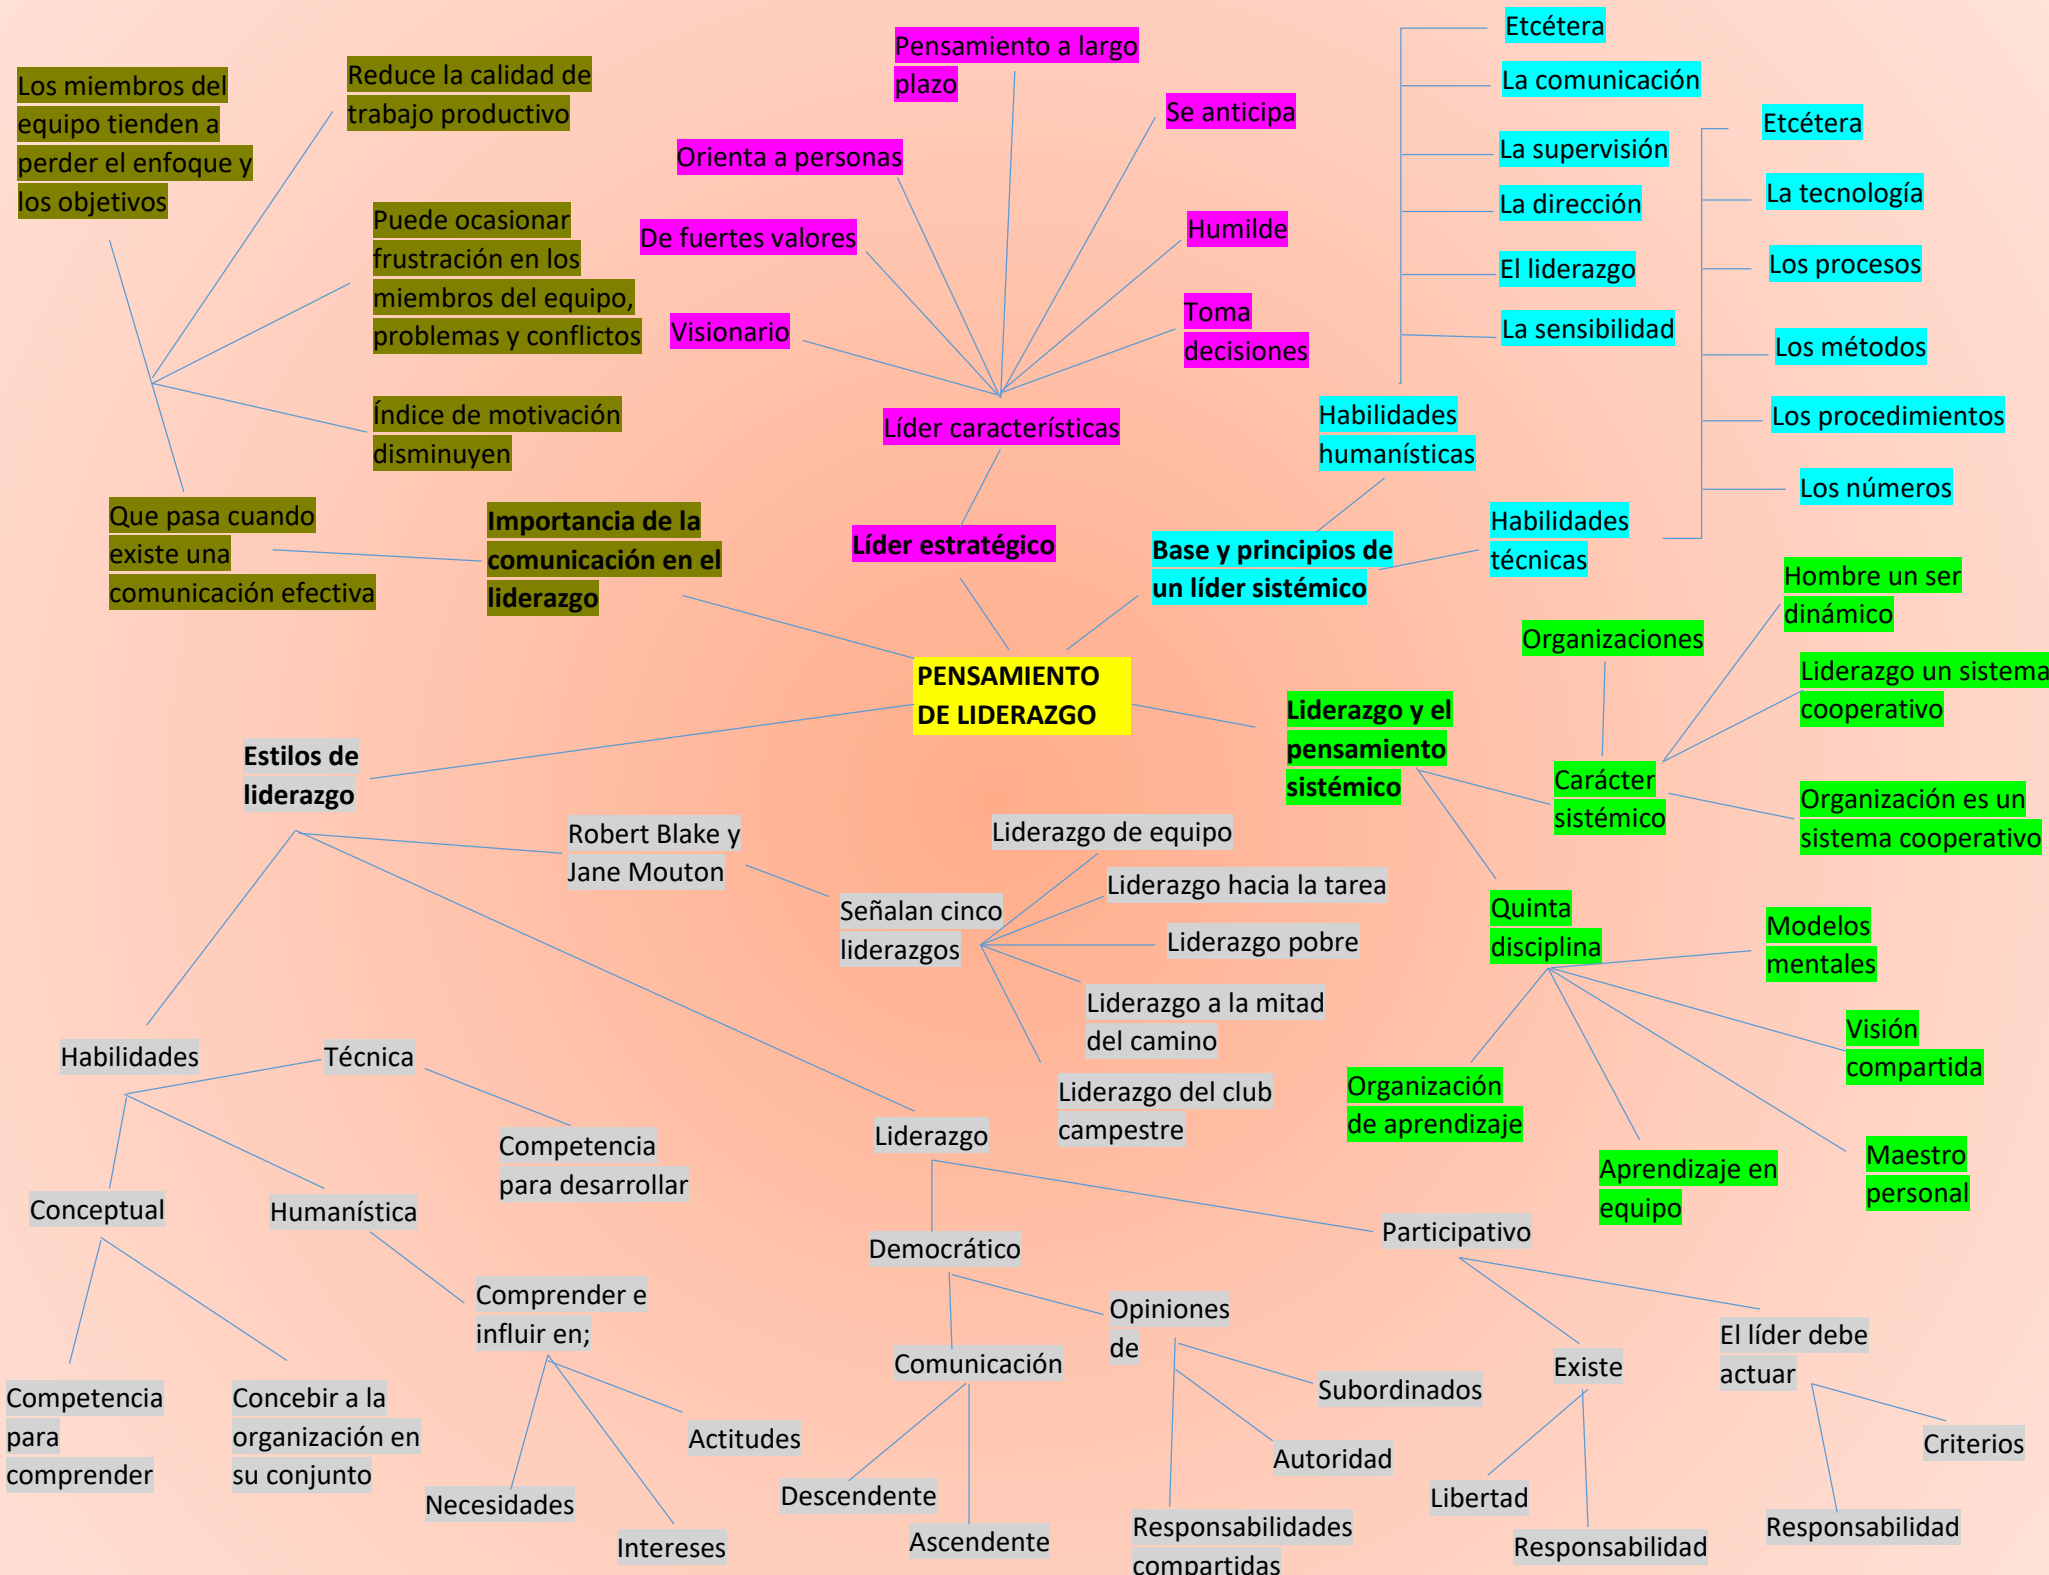 Los miembros del
equipo tienden a
perder el enfoque y
los objetivos
Reduce la calidad de
trabajo productivo
Puede ocasionar
frustración en los
miembros del equipo,
problemas y conflictos
Índice de motivación
disminuyen
Que pasa cuando
existe una
comunicación efectiva
Importancia de la
comunicación en el
liderazgo
Pensamiento a largo
plazo
Se anticipa
Orienta a personas
De fuertes valores
Humilde
Visionario
Toma
decisiones
Líder características
Líder estratégico
Etcétera
La comunicación
La supervisión
La dirección
El liderazgo
La sensibilidad
Habilidades
humanísticas
Etcétera
La tecnología
Los procesos
Los métodos
Los procedimientos
Los números
Habilidades
técnicas
Base y principios de
un líder sistémico
PENSAMIENTO
DE LIDERAZGO
Liderazgo y el
pensamiento
sistémico
Organizaciones
Hombre un ser
dinámico
Liderazgo un sistema
cooperativo
Carácter
sistémico
Organización es un
sistema cooperativo
Quinta
disciplina
Modelos
mentales
Visión
compartida
Organización
de aprendizaje
Aprendizaje en
equipo
Maestro
personal
Estilos de
liderazgo
Robert Blake y
Jane Mouton
Señalan cinco
liderazgos
Liderazgo de equipo
Liderazgo hacia la tarea
Liderazgo pobre
Liderazgo a la mitad
del camino
Liderazgo del club
campestre
Habilidades
Técnica
Competencia
para desarrollar
Conceptual
Humanística
Comprender e
influir en;
Competencia
para
comprender
Concebir a la
organización en
su conjunto
Necesidades
Actitudes
Intereses
Liderazgo
Democrático
Participativo
Comunicación
Opiniones
de
Descendente
Ascendente
Subordinados
Autoridad
Responsabilidades
compartidas
Existe
El líder debe
actuar
Libertad
Responsabilidad
Criterios
Responsabilidad